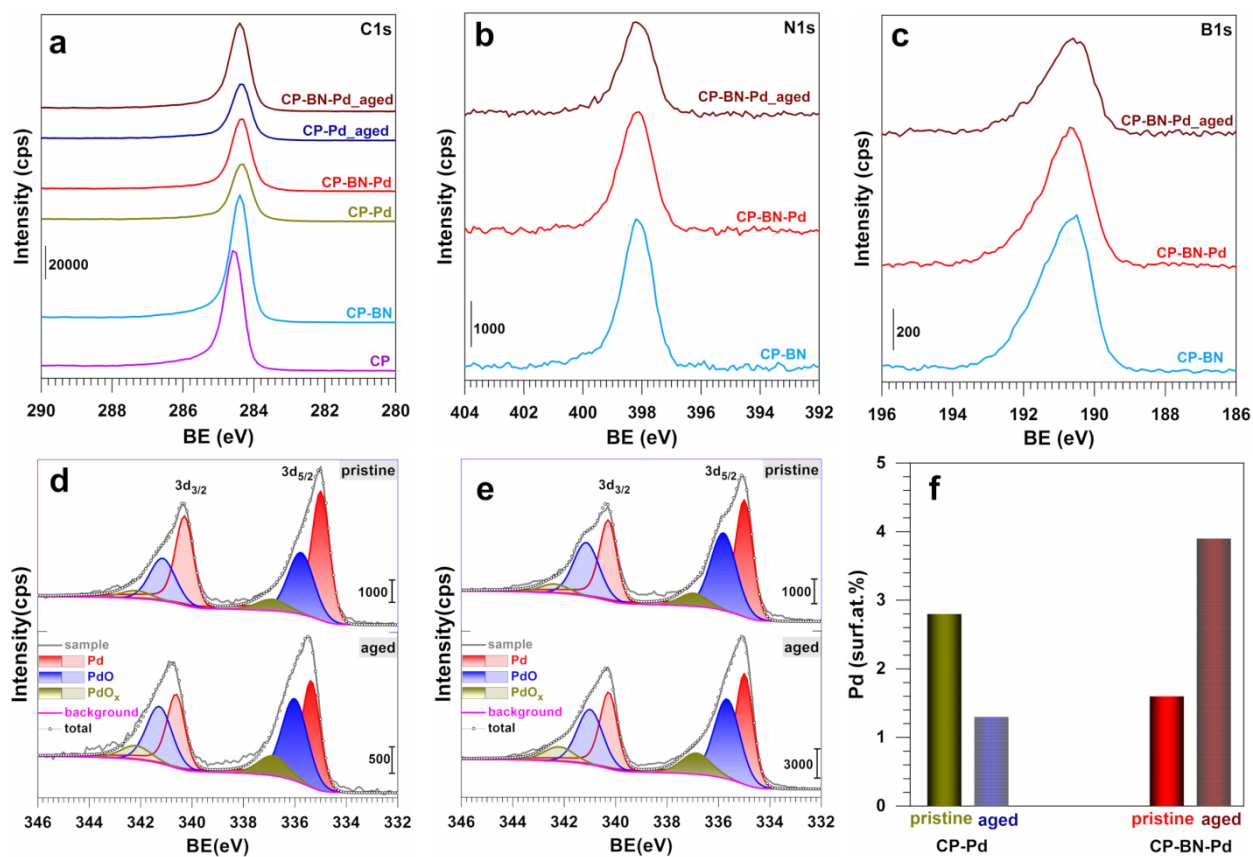 a
C1s
CP-BN-Pd_aged
CP-Pd_aged
CP-BN-Pd
CP-Pd
20000
CP-BN
CP
Intensity (cps)
290 288 286 284 282 280
BE (eV)
b
N1s
CP-BN-Pd_aged
CP-BN-Pd
1000
CP-BN
Intensity (cps)
404 402 400 398 396 394 392
BE (eV)
c
B1s
CP-BN-Pd_aged
CP-BN-Pd
200
CP-BN
Intensity (cps)
196 194 192 190 188 186
BE (eV)
d
pristine
3d3/2
3d5/2
1000
aged
sample
Pd
PdO
PdOx
background
total
500
Intensity(cps)
346 344 342 340 338 336 334 332
BE(eV)
e
pristine
3d3/2
3d5/2
1000
aged
sample
Pd
PdO
PdOx
background
total
3000
Intensity(cps)
346 344 342 340 338 336 334 332
BE(eV)
f
Pd (surf.at.%)
5
4
3
2
1
0
pristine aged pristine aged
CP-Pd CP-BN-Pd